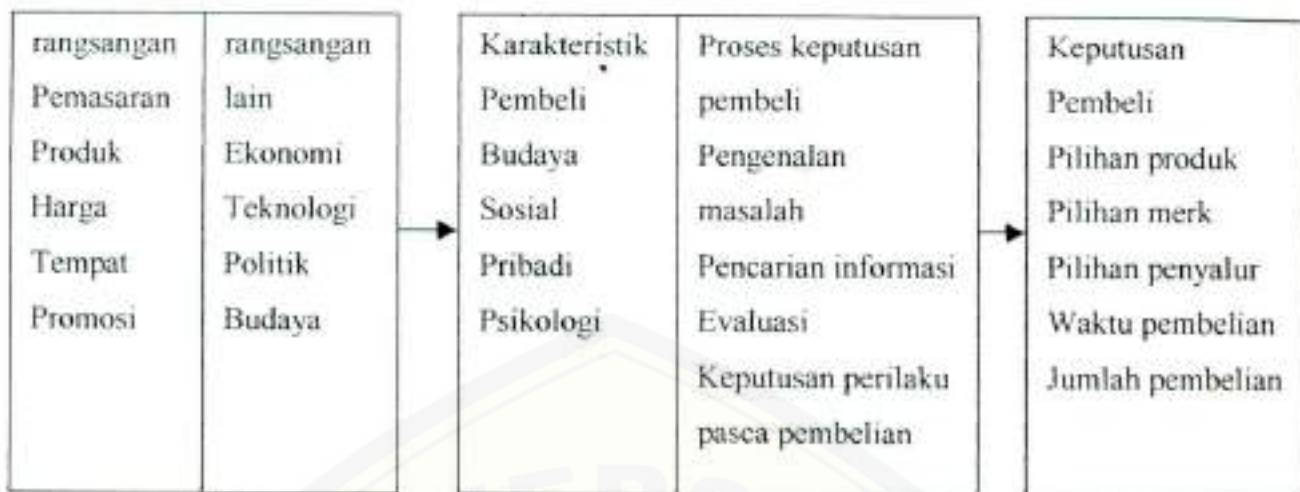 rangsangan
Pemasaran
Produk
Harga
Tempat
Promosi
rangsangan
lain
Ekonomi
Teknologi
Politik
Budaya
Karakteristik
Pembeli
Budaya
Sosial
Pribadi
Psikologi
Proses keputusan
pembeli
Pengenalan
masalah
Pencarian informasi
Evaluasi
Keputusan perilaku
pasca pembelian
Keputusan
Pembeli
Pilihan produk
Pilihan merk
Pilihan penyalur
Waktu pembelian
Jumlah pembelian